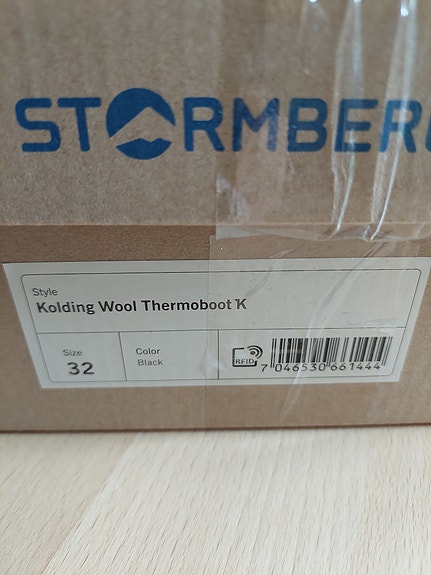 STORMBER
Style
Kolding Wool Thermoboot K
Size
32
Color
Black
RFID
7 046530 661444